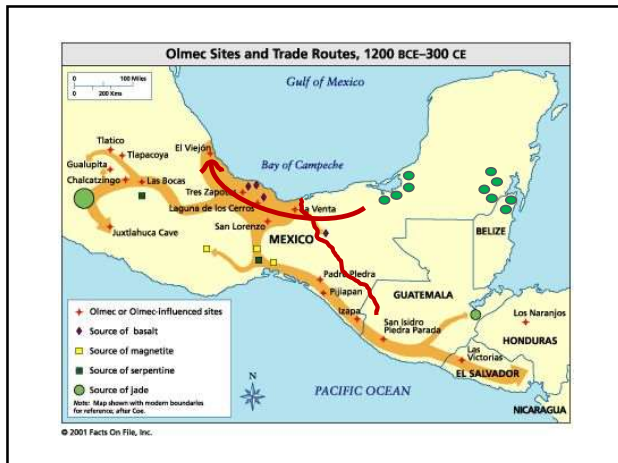 Olmec Sites and Trade Routes, 1200 BCE–300 CE
0 100 Miles
0 200 Kms
Gulf of Mexico
Tlatico
Tlapacoya
El Viejón
Gualupita
Bay of Campeche
Chalcatzingo
Las Bocas
Tres Zapotes
Laguna de los Cerros
La Venta
San Lorenzo
Juxtlahuca Cave
MEXICO
BELIZE
Padre Piedra
GUATEMALA
Pijiapan
Izapa
Los Naranjos
San Isidro
Piedra Parada
HONDURAS
Las
Victorias
EL SALVADOR
PACIFIC OCEAN
NICARAGUA
N
Olmec or Olmec-influenced sites
Source of basalt
Source of magnetite
Source of serpentine
Source of jade
Note: Map shown with modern boundaries
for reference, after Coe.
© 2001 Facts On File, Inc.